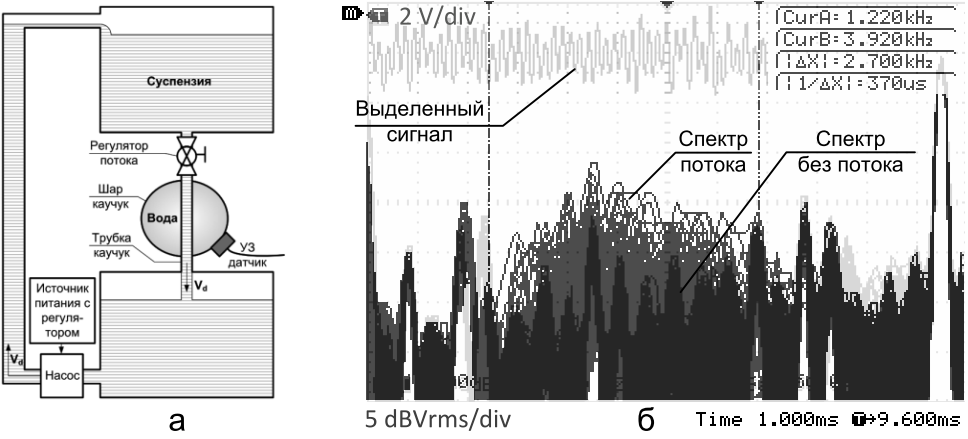 Суспензия
Регулятор
потока
Шар
каучук
Вода
Трубка
каучук
УЗ
датчик
Vd
Источник
питания с
регуля-
тором
Vd
Насос
а
2 V/div
CurA: 1.220kHz
CurB: 3.920kHz
|ΔX|: 2.700kHz
|1/ΔX|: 370us
Выделенный
сигнал
Спектр
потока
Спектр
без потока
5 dBVrms/div
б
Time 1.000ms
T→9.600ms